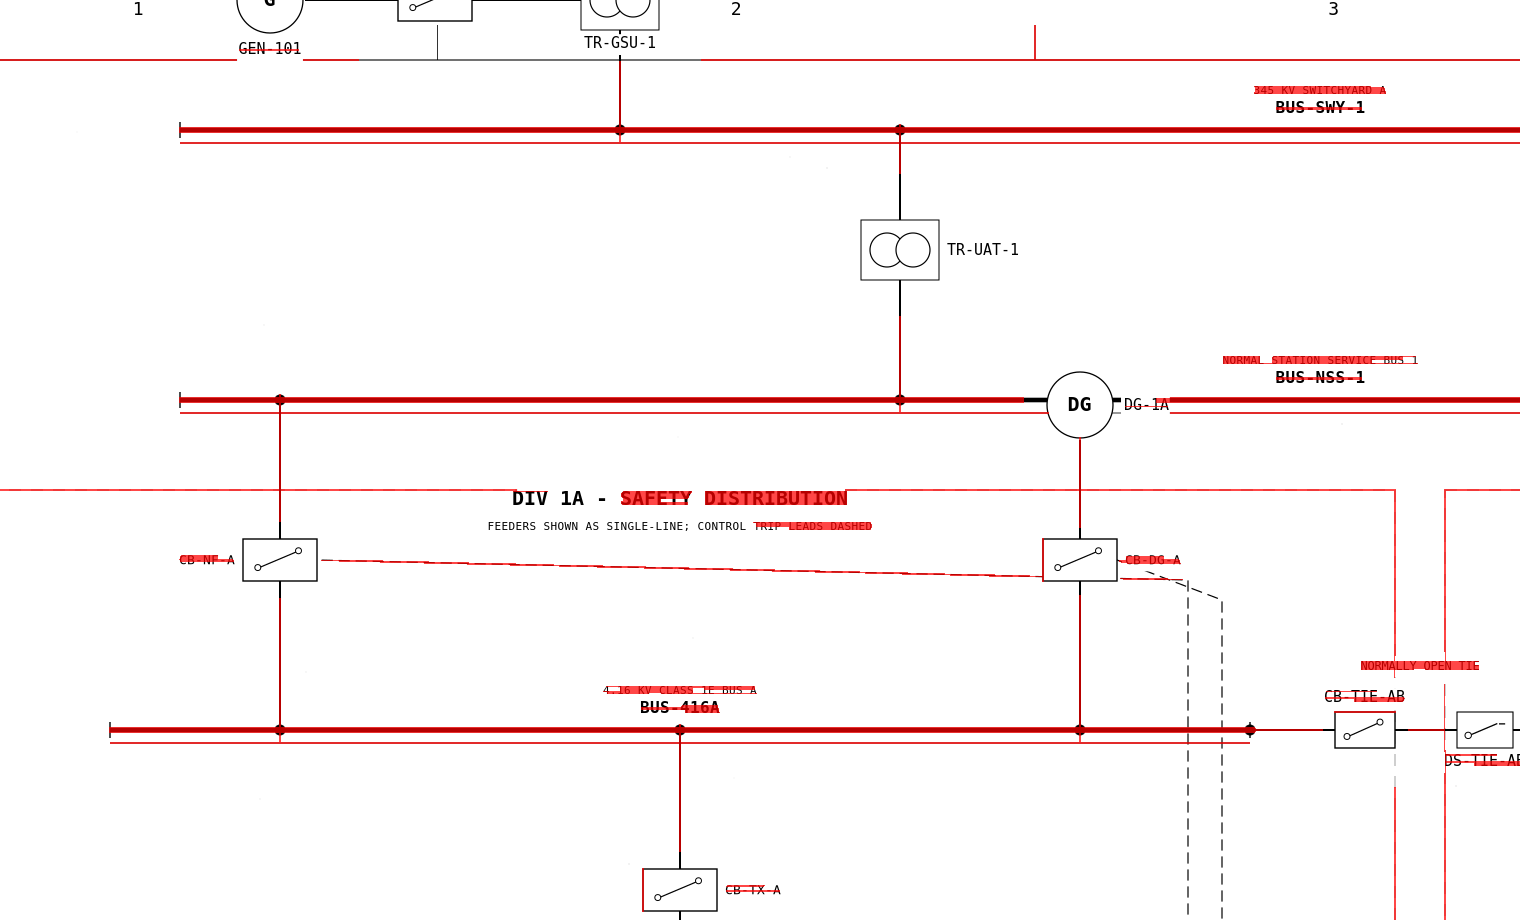 1
2
3
G
GEN-101
TR-GSU-1
345 KV SWITCHYARD A
BUS-SWY-1
TR-UAT-1
NORMAL STATION SERVICE BUS 1
BUS-NSS-1
DG
DG-1A
DIV 1A - SAFETY DISTRIBUTION
FEEDERS SHOWN AS SINGLE-LINE; CONTROL TRIP LEADS DASHED
CB-NF-A
CB-DG-A
NORMALLY OPEN TIE
4.16 KV CLASS 1E BUS A
CB-TIE-AB
BUS-416A
DS-TIE-AB
CB-TX-A